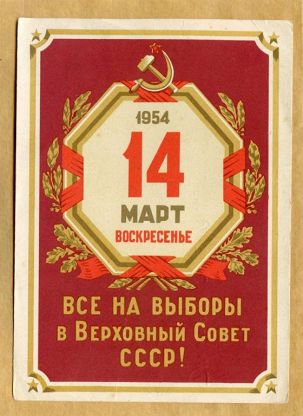 1954
14
МАРТ
ВОСКРЕСЕНЬЕ
ВСЕ НА ВЫБОРЫ
в Верховный Совет
СССР!